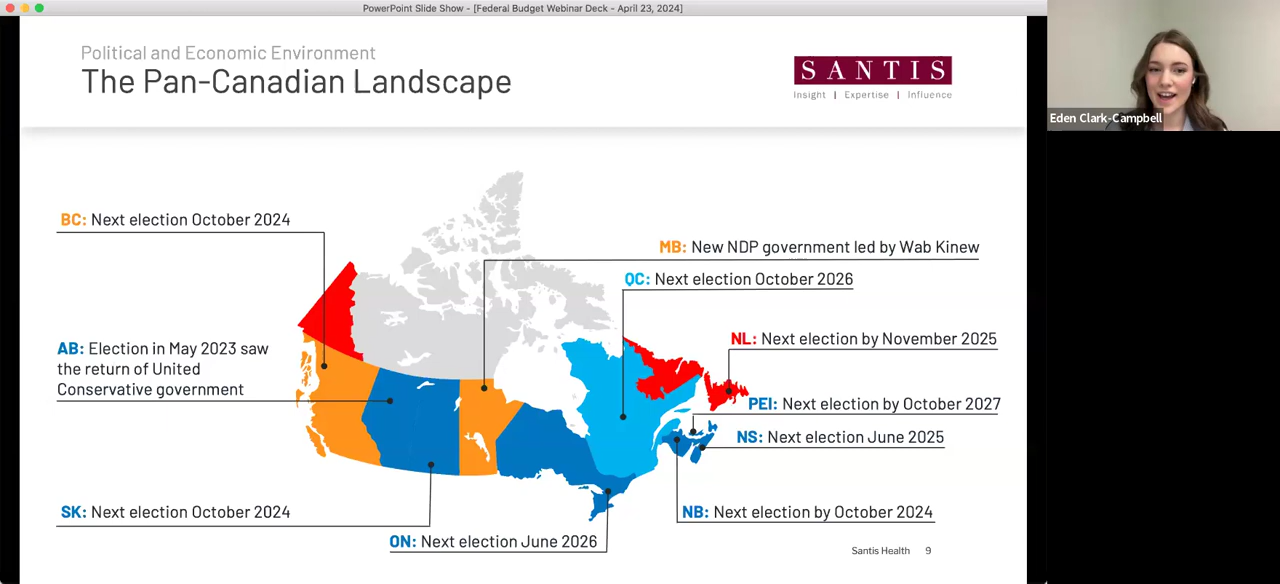 PowerPoint Slide Show - [Federal Budget Webinar Deck - April 23, 2024]
Political and Economic Environment
The Pan-Canadian Landscape
SANTIS
Insight | Expertise | Influence
Eden Clark-Campbell
BC: Next election October 2024
MB: New NDP government led by Wab Kinew
QC: Next election October 2026
AB: Election in May 2023 saw
the return of United
Conservative government
NL: Next election by November 2025
PEI: Next election by October 2027
NS: Next election June 2025
SK: Next election October 2024
NB: Next election by October 2024
ON: Next election June 2026
Santis Health 9